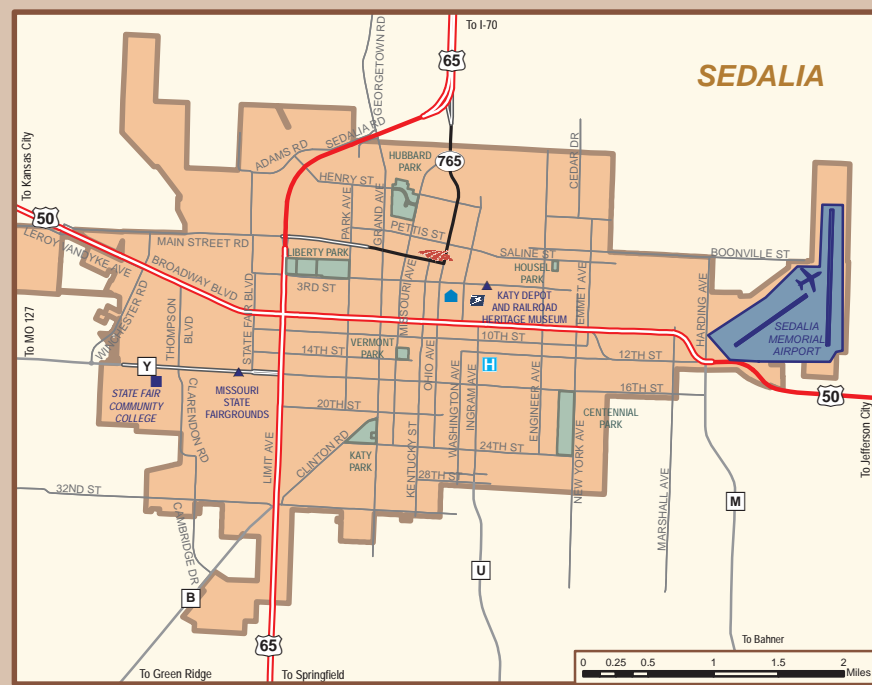 To I-70
65
SEDALIA
GEORGETOWN RD
SEDALIA RD
ADAMS RD
765
CEDAR DR
HUBBARD
PARK
HENRY ST
To Kansas City
50
PARK AVE
GRAND AVE
PETTIS ST
MAIN STREET RD
LEROY VANDYKE AVE
BROADWAY BLVD
LIBERTY PARK
SALINE ST
BOONVILLE ST
HOUSEL
PARK
3RD ST
MISSOURI AVE
EMMET AVE
HARDING AVE
KATY DEPOT
AND RAILROAD
HERITAGE MUSEUM
WINCHESTER RD
THOMPSON
BLVD
STATE FAIR BLVD
To MO 127
10TH ST
SEDALIA
MEMORIAL
AIRPORT
14TH ST
VERMONT
PARK
OHIO AVE
12TH ST
H
Y
16TH ST
STATE FAIR
COMMUNITY
COLLEGE
MISSOURI
STATE
FAIRGROUNDS
CLARENDON RD
WASHINGTON AVE
INGRAM AVE
ENGINEER AVE
50
20TH ST
CENTENNIAL
PARK
To Jefferson City
LIMIT AVE
CLINTON RD
KATY
PARK
KENTUCKY ST
24TH ST
28TH ST
NEW YORK AVE
MARSHALL AVE
32ND ST
M
CAMBRIDGE DR
U
B
65
To Bahner
To Green Ridge
To Springfield
0 0.25 0.5 1 1.5 2
Miles